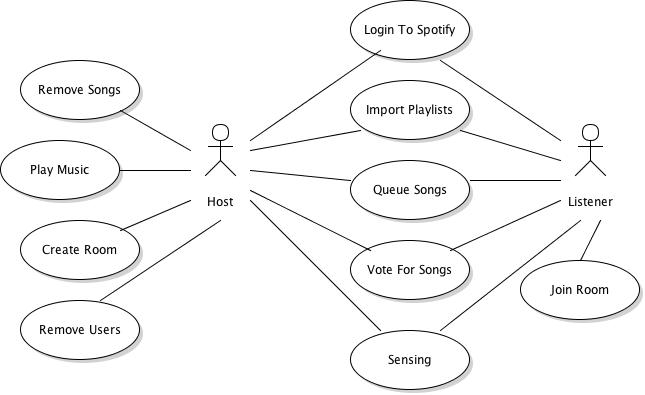 Login To Spotify
Remove Songs
Import Playlists
Play Music
Queue Songs
Host
Listener
Create Room
Vote For Songs
Join Room
Remove Users
Sensing